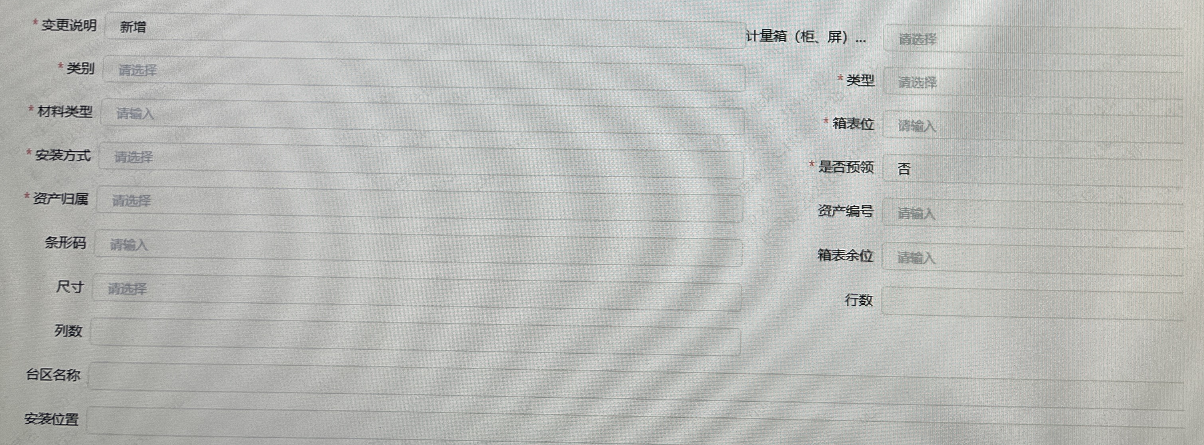 * 变更说明 新增 计量箱（柜、屏）... 请选择
* 类别 请选择 * 类型 请选择
* 材料类型 请输入 * 箱表位 请输入
* 安装方式 请选择 * 是否预领 否
* 资产归属 请选择 资产编号 请输入
条形码 请输入 箱表余位 请输入
尺寸 请选择 行数
列数
台区名称
安装位置